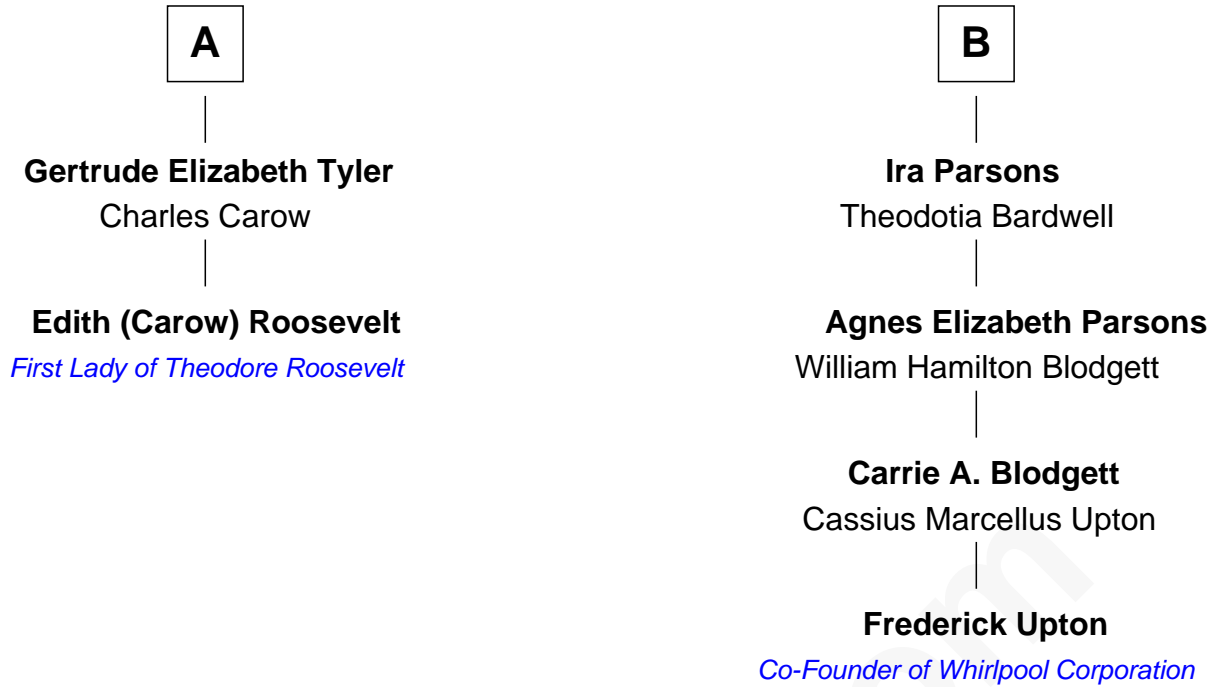 A
Gertrude Elizabeth Tyler
Charles Carow
Edith (Carow) Roosevelt
First Lady of Theodore Roosevelt
B
Ira Parsons
Theodotia Bardwell
Agnes Elizabeth Parsons
William Hamilton Blodgett
Carrie A. Blodgett
Cassius Marcellus Upton
Frederick Upton
Co-Founder of Whirlpool Corporation